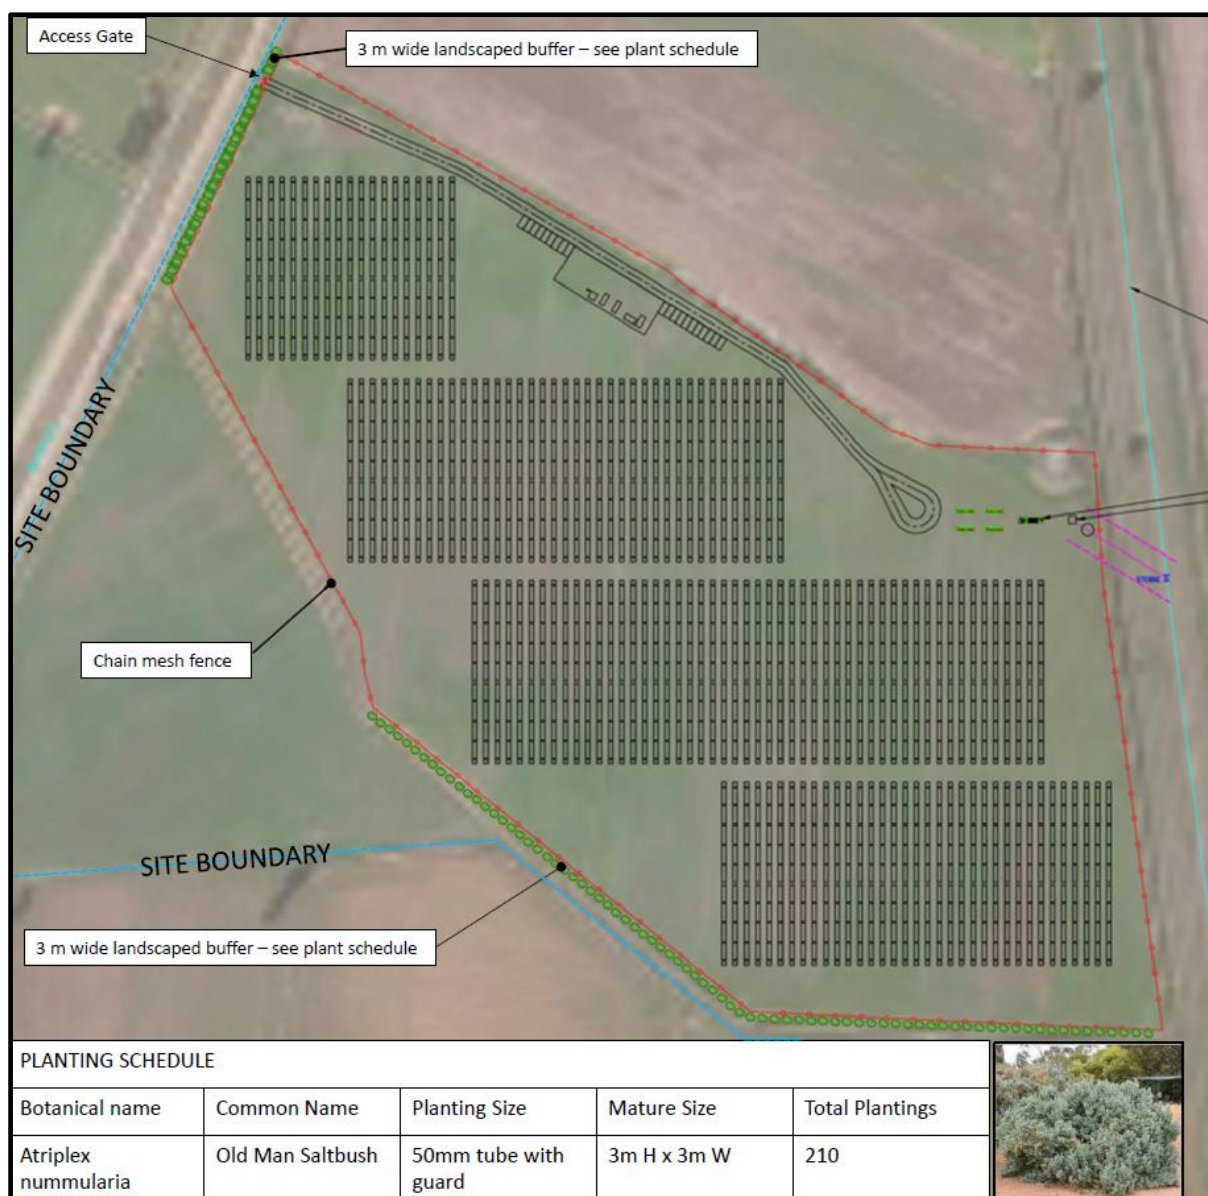 Access Gate
3 m wide landscaped buffer – see plant schedule
SITE BOUNDARY
Chain mesh fence
SITE BOUNDARY
3 m wide landscaped buffer – see plant schedule
PLANTING SCHEDULE
Botanical name Common Name Planting Size Mature Size Total Plantings
Atriplex nummularia Old Man Saltbush 50mm tube with guard 3m H x 3m W 210